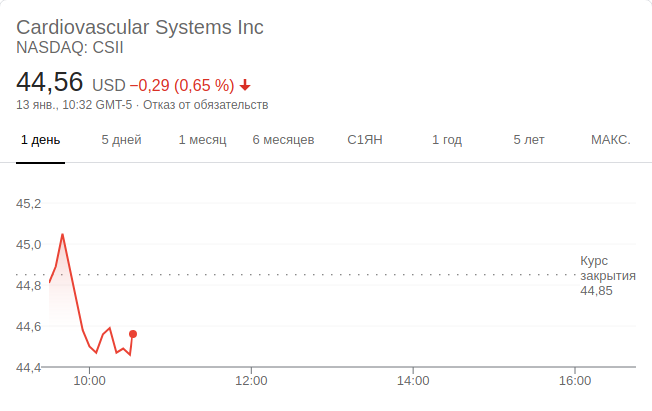 Cardiovascular Systems Inc
NASDAQ: CSII
44,56 USD −0,29 (0,65 %)
13 янв., 10:32 GMT-5 · Отказ от обязательств
1 день 5 дней 1 месяц 6 месяцев С1ЯН 1 год 5 лет МАКС.
45,2
45,0
Курс
закрытия
44,8
44,85
44,6
44,4
10:00 12:00 14:00 16:00